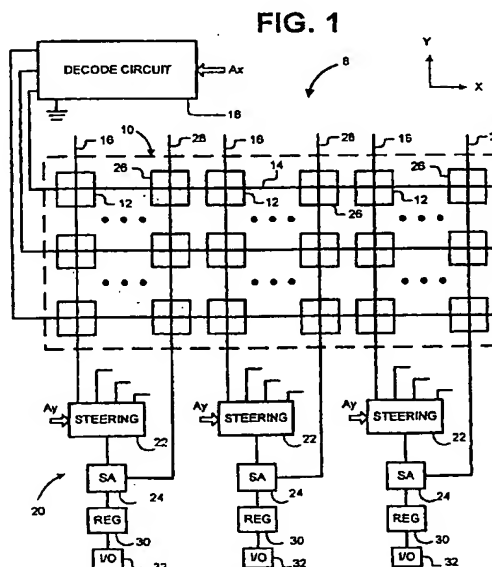 FIG. 1
DECODE CIRCUIT
Ax
18
8
Y
X
16
10
28
16
28
16
26
14
26
12
12
26
12
Ay
STEERING
22
Ay
STEERING
22
Ay
STEERING
22
20
SA
24
SA
24
SA
24
REG
30
REG
30
REG
30
I/O
32
I/O
32
I/O
32